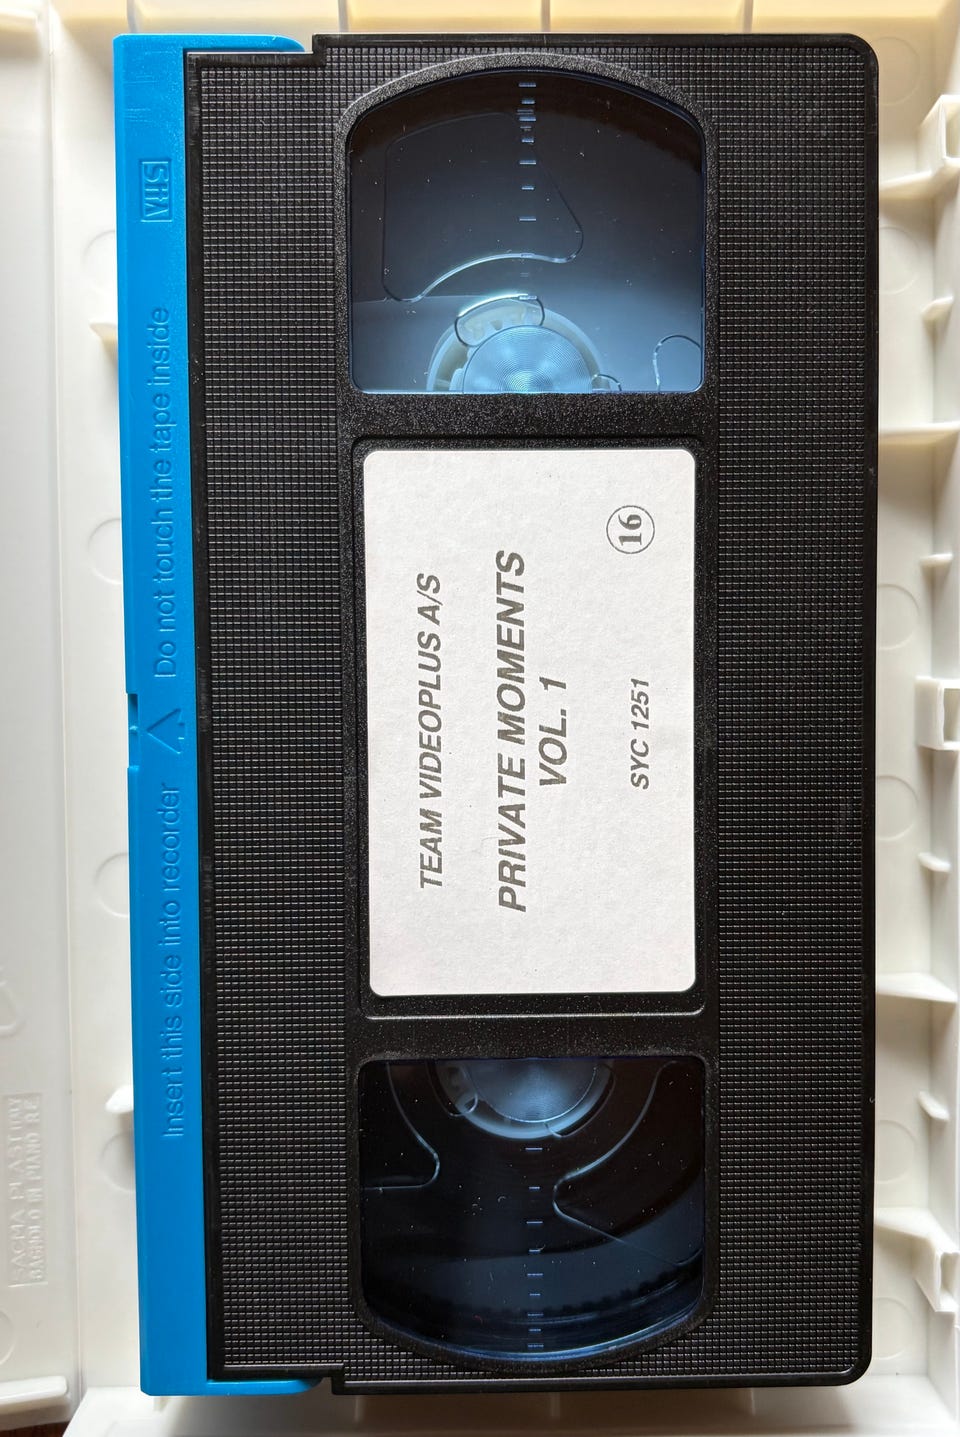 VHS
Insert this side into recorder
Do not touch the tape inside
TEAM VIDEOPLUS A/S
PRIVATE MOMENTS
VOL. 1
SYC 1251
16